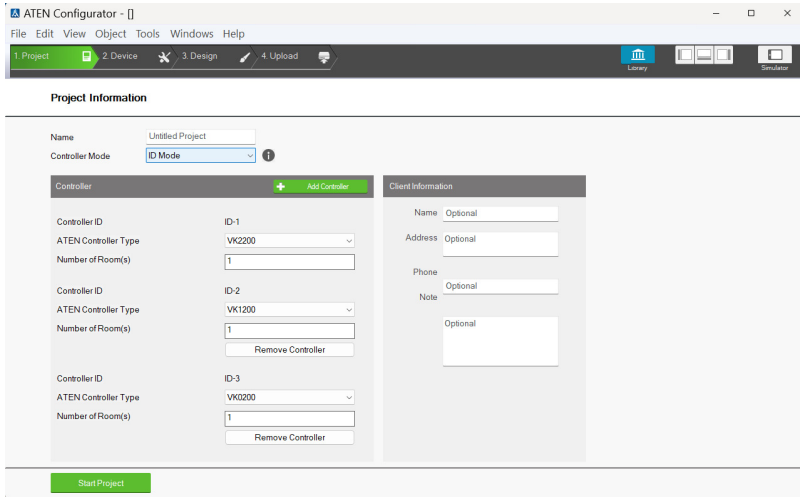 ATEN Configurator - []
File Edit View Object Tools Windows Help
1. Project 2. Device 3. Design 4. Upload Library Simulator
Project Information
Name Untitled Project
Controller Mode ID Mode
Controller Add Controller
Controller ID ID-1
ATEN Controller Type VK2200
Number of Room(s) 1
Controller ID ID-2
ATEN Controller Type VK1200
Number of Room(s) 1
Remove Controller
Controller ID ID-3
ATEN Controller Type VK0200
Number of Room(s) 1
Remove Controller
Client Information
Name Optional
Address Optional
Phone
Optional
Note
Optional
Start Project